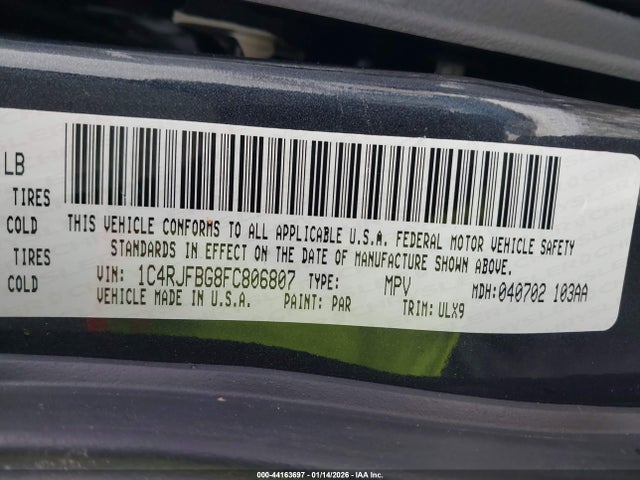 LB
TIRES
COLD
TIRES
COLD
THIS VEHICLE CONFORMS TO ALL APPLICABLE U.S.A. FEDERAL MOTOR VEHICLE SAFETY
STANDARDS IN EFFECT ON THE DATE OF MANUFACTURE SHOWN ABOVE.
VIN: 1C4RJFBG8FC806807 TYPE: MPV MDH:040702 103AA
VEHICLE MADE IN U.S.A. PAINT: PAR TRIM: ULX9
000-44163697 - 01/14/2026 - IAA Inc.